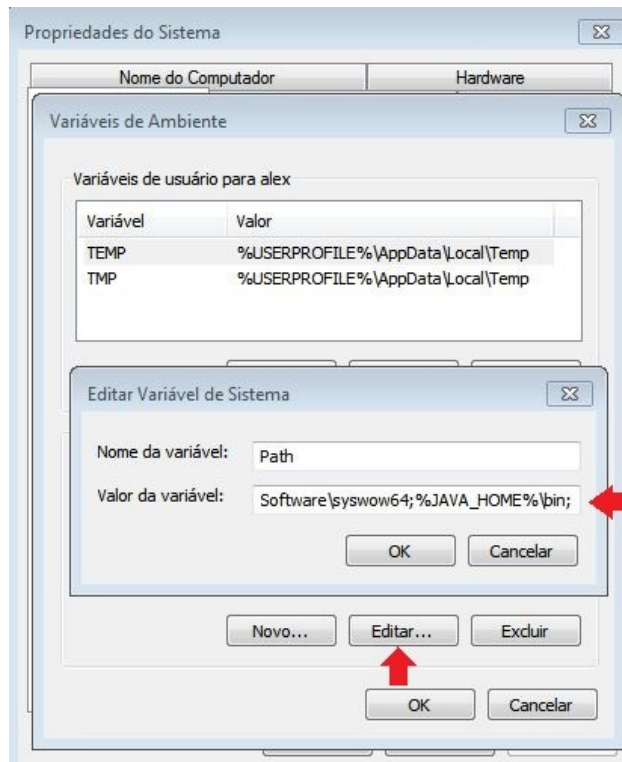 Propriedades do Sistema
Nome do Computador Hardware
Variáveis de Ambiente
Variáveis de usuário para alex
Variável Valor
TEMP %USERPROFILE%\AppData\Local\Temp
TMP %USERPROFILE%\AppData\Local\Temp
Editar Variável de Sistema
Nome da variável: Path
Valor da variável: Software\syswow64;%JAVA_HOME%\bin;
OK Cancelar
Novo... Editar... Excluir
OK Cancelar